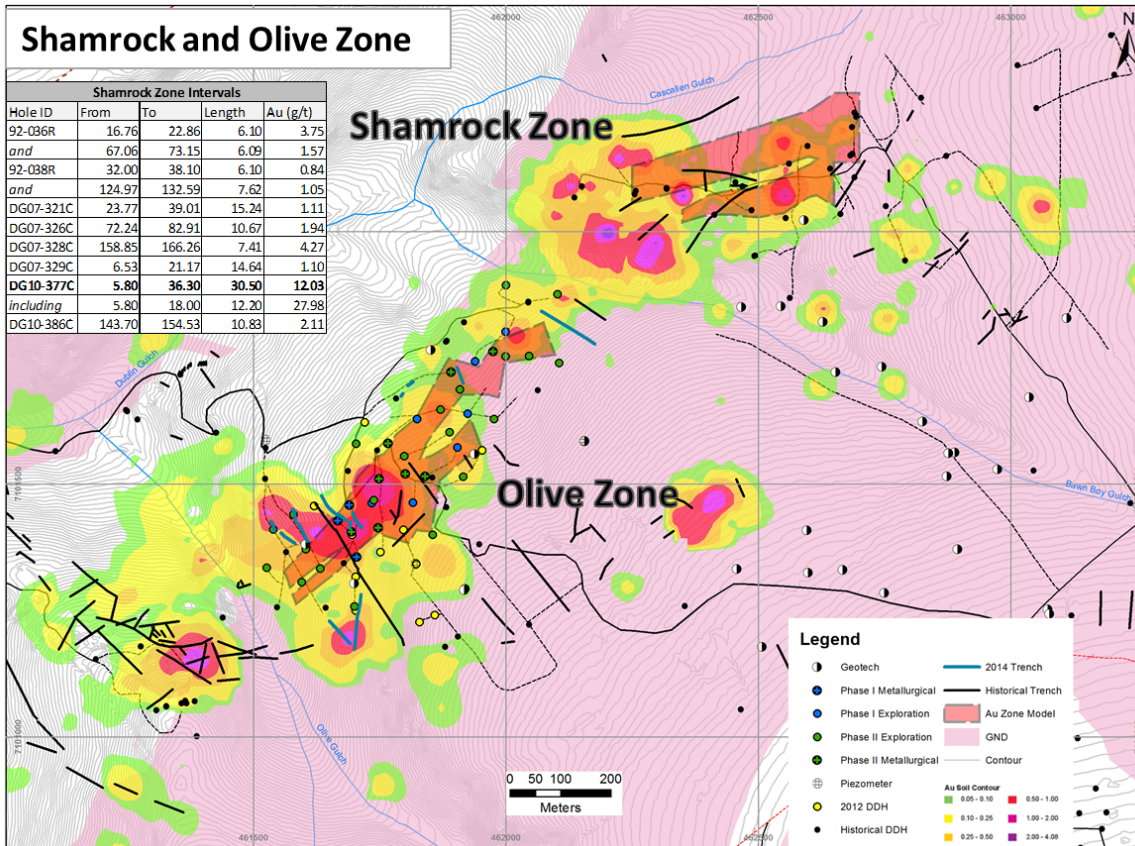 Shamrock and Olive Zone
462000
462500
463000
N
Shamrock Zone Intervals
Hole ID From To Length Au (g/t)
92-036R 16.76 22.86 6.10 3.75
and 67.06 73.15 6.09 1.57
92-038R 32.00 38.10 6.10 0.84
and 124.97 132.59 7.62 1.05
DG07-321C 23.77 39.01 15.24 1.11
DG07-326C 72.24 82.91 10.67 1.94
DG07-328C 158.85 166.26 7.41 4.27
DG07-329C 6.53 21.17 14.64 1.10
DG10-377C 5.80 36.30 30.50 12.03
including 5.80 18.00 12.20 27.98
DG10-386C 143.70 154.53 10.83 2.11
Cascallen Gulch
Shamrock Zone
Dublin Gulch
7101500
Olive Zone
Bawn Boy Gulch
Olive Gulch
7101000
0 50 100 200
Meters
461500
462000
462500
Legend
Geotech
Phase I Metallurgical
Phase I Exploration
Phase II Exploration
Phase II Metallurgical
Piezometer
2012 DDH
Historical DDH
2014 Trench
Historical Trench
Au Zone Model
GND
Contour
Au Soil Contour
0.05 - 0.10
0.10 - 0.25
0.25 - 0.50
0.50 - 1.00
1.00 - 2.00
2.00 - 4.08